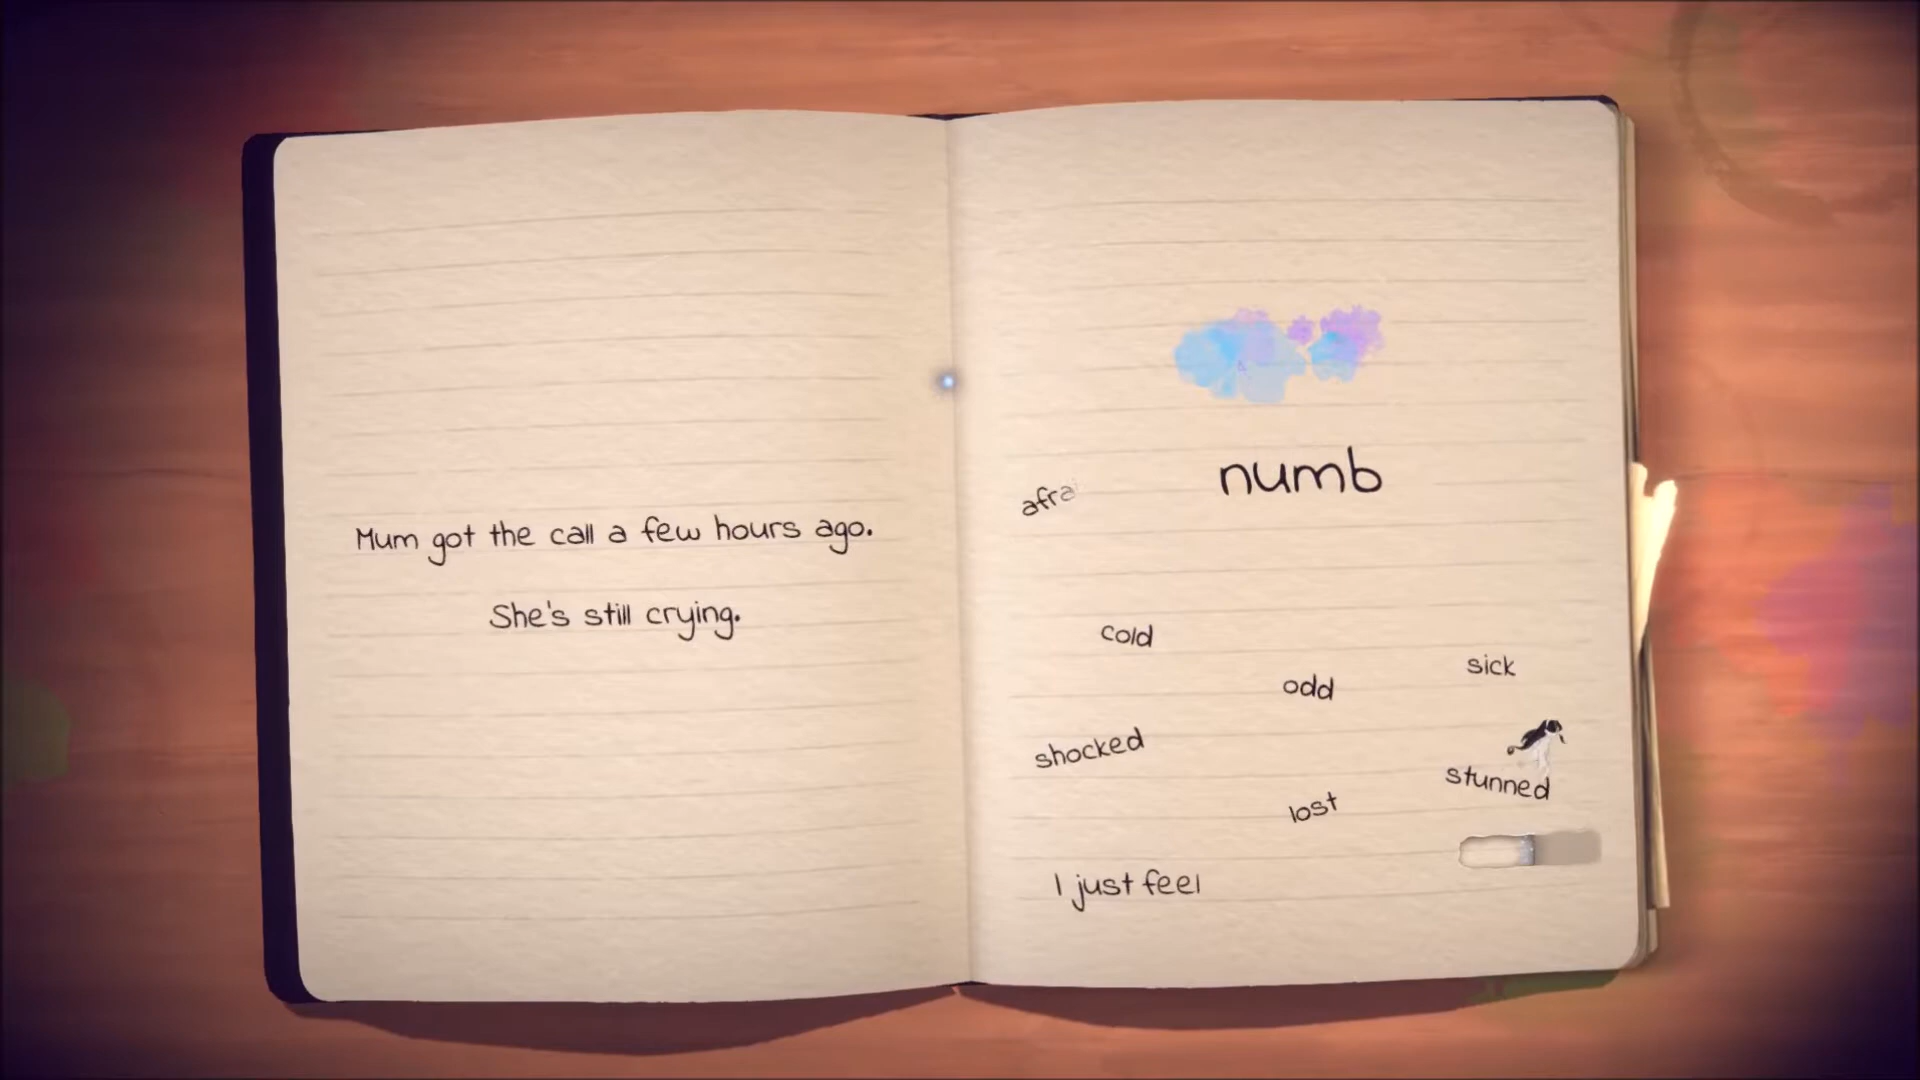 Mum got the call a few hours ago.
She's still crying.
numb
afrai
cold
odd
sick
shocked
stunned
lost
I just feel